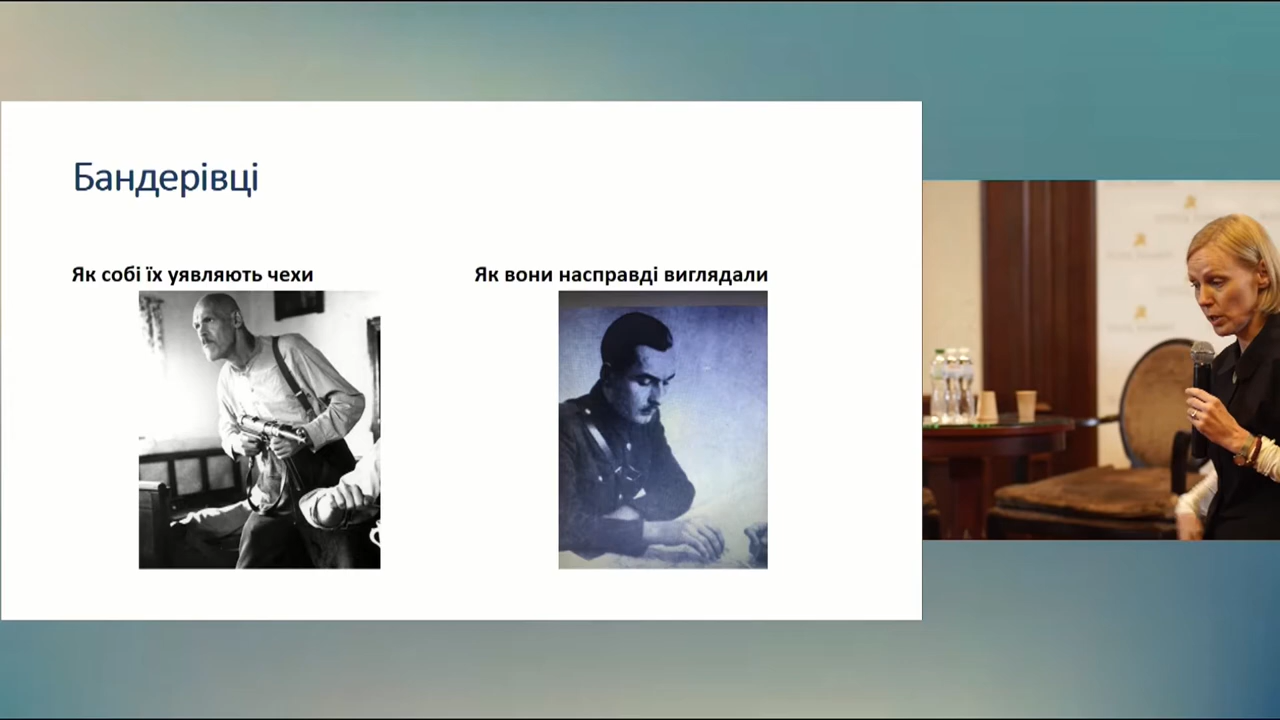 Бандерівці
Як собі їх уявляють чехи
Як вони насправді виглядали